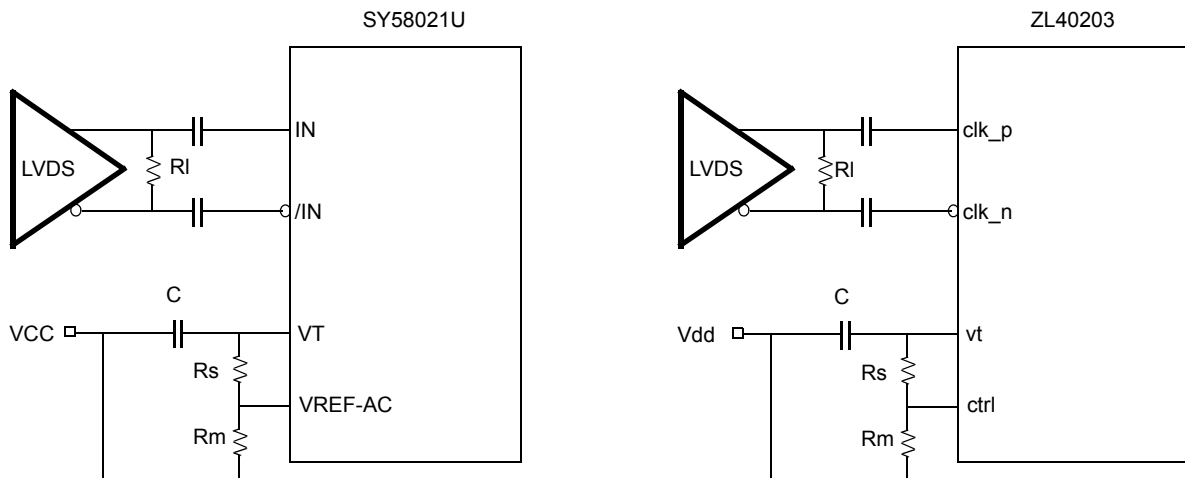 SY58021U
LVDS
Rl
IN
/IN
C
VCC
VT
Rs
VREF-AC
Rm
ZL40203
LVDS
Rl
clk_p
clk_n
C
Vdd
vt
Rs
ctrl
Rm